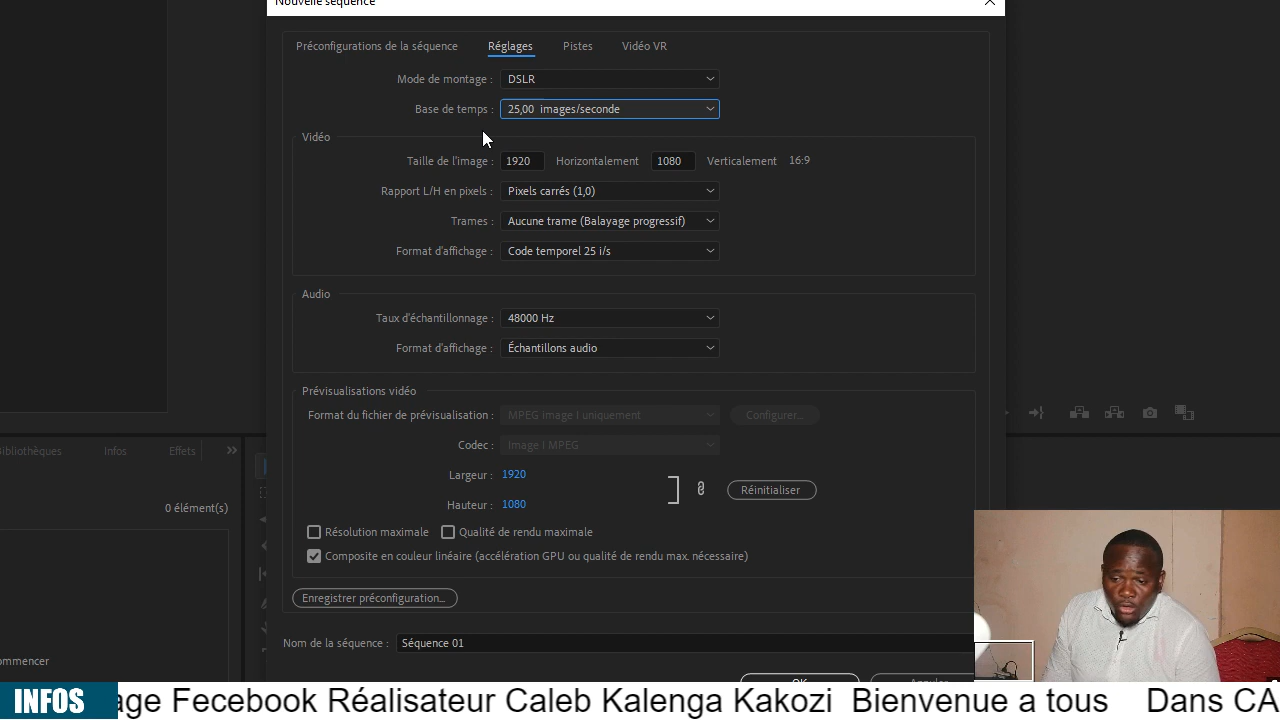 Nouvelle séquence
Préconfigurations de la séquence Réglages Pistes Vidéo VR
Mode de montage : DSLR
Base de temps : 25,00 images/seconde
Vidéo
Taille de l'image : 1920 Horizontalement 1080 Verticalement 16:9
Rapport L/H en pixels : Pixels carrés (1,0)
Trames : Aucune trame (Balayage progressif)
Format d'affichage : Code temporel 25 i/s
Audio
Taux d'échantillonnage : 48000 Hz
Format d'affichage : Échantillons audio
Prévisualisations vidéo
Format du fichier de prévisualisation : MPEG image I uniquement Configurer...
Codec : Image I MPEG
Bibliothèques Infos Effets
Largeur : 1920
Réinitialiser
Hauteur : 1080
0 élément(s)
Résolution maximale Qualité de rendu maximale
Composite en couleur linéaire (accélération GPU ou qualité de rendu max. nécessaire)
Enregistrer préconfiguration...
Nom de la séquence : Séquence 01
ommencer
OK Annuler
INFOS age Fecebook Réalisateur Caleb Kalenga Kakozi Bienvenue a tous Dans CA